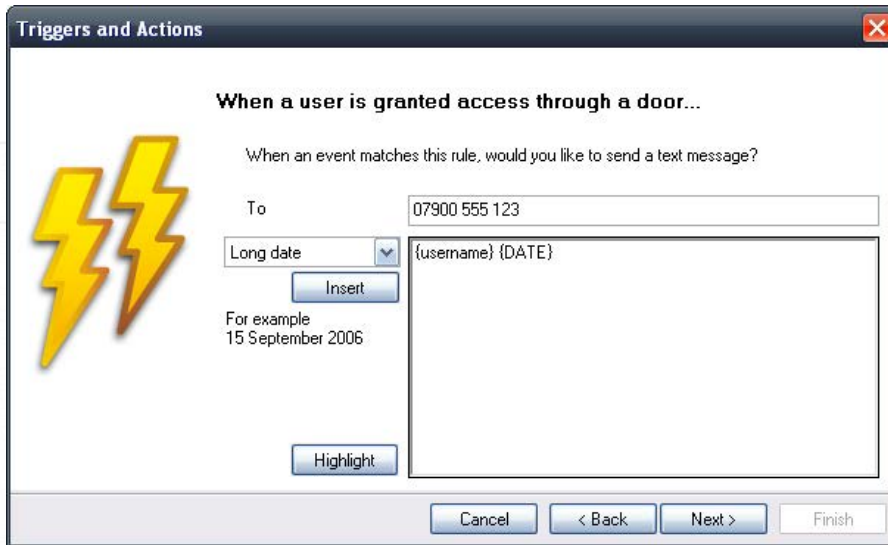 Triggers and Actions
When a user is granted access through a door...
When an event matches this rule, would you like to send a text message?
To
07900 555 123
Long date
{username} {DATE}
Insert
For example
15 September 2006
Highlight
Cancel
< Back
Next >
Finish